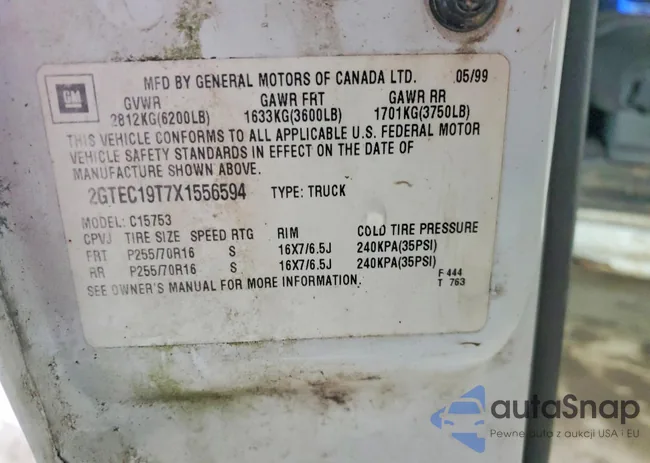 MFD BY GENERAL MOTORS OF CANADA LTD. 05/99
GM
GVWR GAWR FRT GAWR RR
2812KG(6200LB) 1633KG(3600LB) 1701KG(3750LB)
THIS VEHICLE CONFORMS TO ALL APPLICABLE U.S. FEDERAL MOTOR
VEHICLE SAFETY STANDARDS IN EFFECT ON THE DATE OF
MANUFACTURE SHOWN ABOVE.
2GTEC19T7X1556594 TYPE: TRUCK
MODEL: C15753
CPVJ TIRE SIZE SPEED RTG RIM COLD TIRE PRESSURE
FRT P255/70R16 S 16X7/6.5J 240KPA(35PSI)
RR P255/70R16 S 16X7/6.5J 240KPA(35PSI)
SEE OWNER'S MANUAL FOR MORE INFORMATION.
F 444
T 763
autoSnap
Pewne auta z aukcji USA i EU